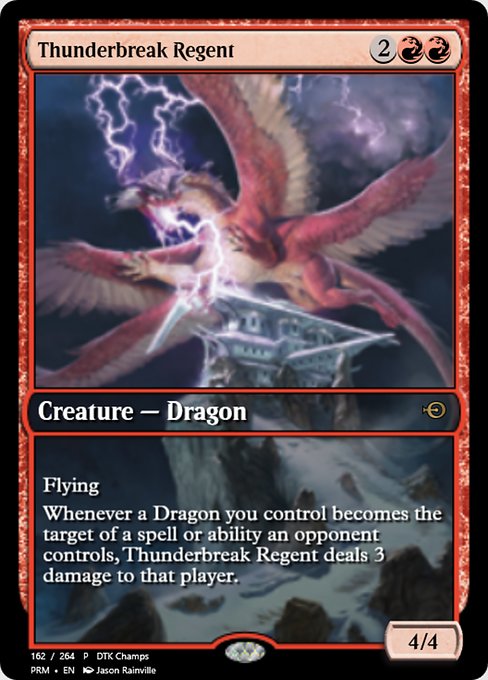 Thunderbreak Regent 2
Creature — Dragon
Flying
Whenever a Dragon you control becomes the
target of a spell or ability an opponent
controls, Thunderbreak Regent deals 3
damage to that player.
4/4
162 / 264 P DTK Champs
PRM • EN Jason Rainville